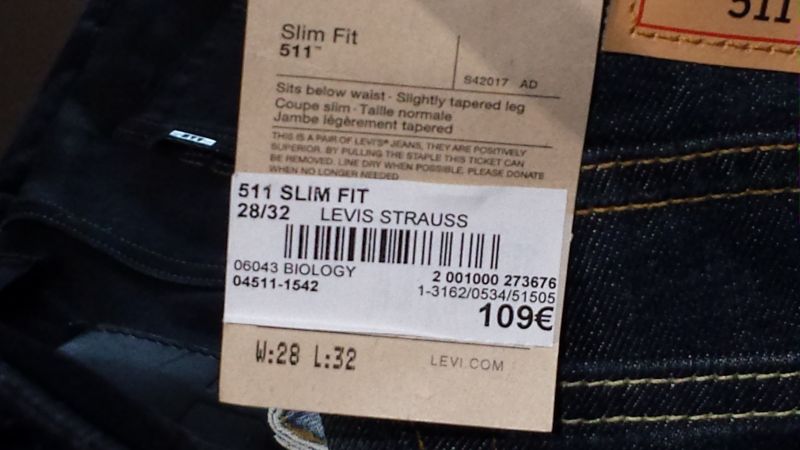 511
Slim Fit
511™
S42017 AD
Sits below waist · Slightly tapered leg
Coupe slim · Taille normale
Jambe légèrement tapered
THIS IS A PAIR OF LEVI'S® JEANS, THEY ARE POSITIVELY
SUPERIOR. BY PULLING THE STAPLE THIS TICKET CAN
BE REMOVED. LINE DRY WHEN POSSIBLE. PLEASE DONATE
WHEN NO LONGER NEEDED
511 SLIM FIT
28/32 LEVIS STRAUSS
06043 BIOLOGY
2 001000 273676
04511-1542
1-3162/0534/51505
109€
W:28 L:32
LEVI.COM